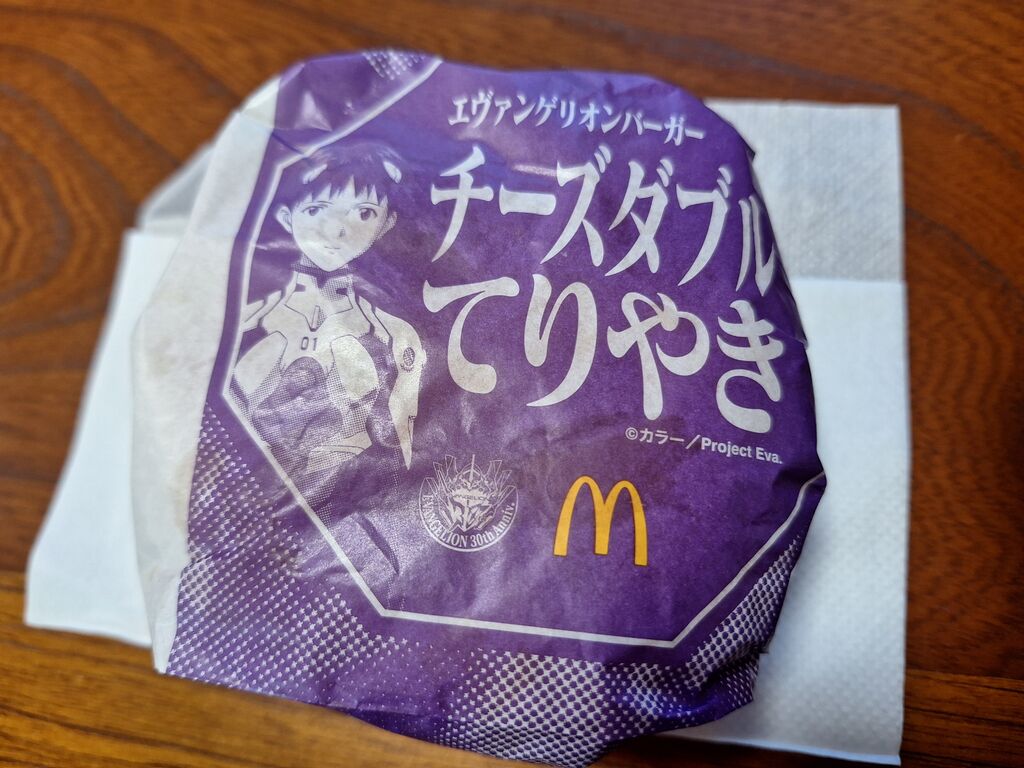 エヴァンゲリオンバーガー
チーズダブル
てりやき
©カラー/Project Eva.
01
EVANGELION 30th Anniv.